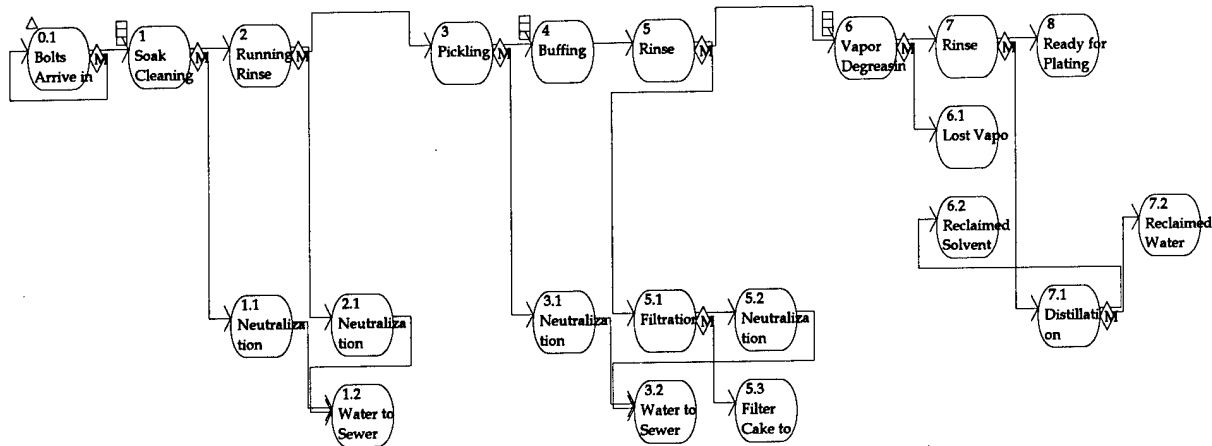 0.1
Bolts
Arrive in
M
1
Soak
Cleaning
M
2
Running
Rinse
M
3
Pickling
M
4
Buffing
5
Rinse
M
6
Vapor
Degreasin
M
7
Rinse
M
8
Ready for
Plating
6.1
Lost Vapo
6.2
Reclaimed
Solvent
7.2
Reclaimed
Water
1.1
Neutraliza
tion
2.1
Neutraliza
tion
3.1
Neutraliza
tion
5.1
Filtration
M
5.2
Neutraliza
tion
7.1
Distillati
on
M
1.2
Water to
Sewer
3.2
Water to
Sewer
5.3
Filter
Cake to